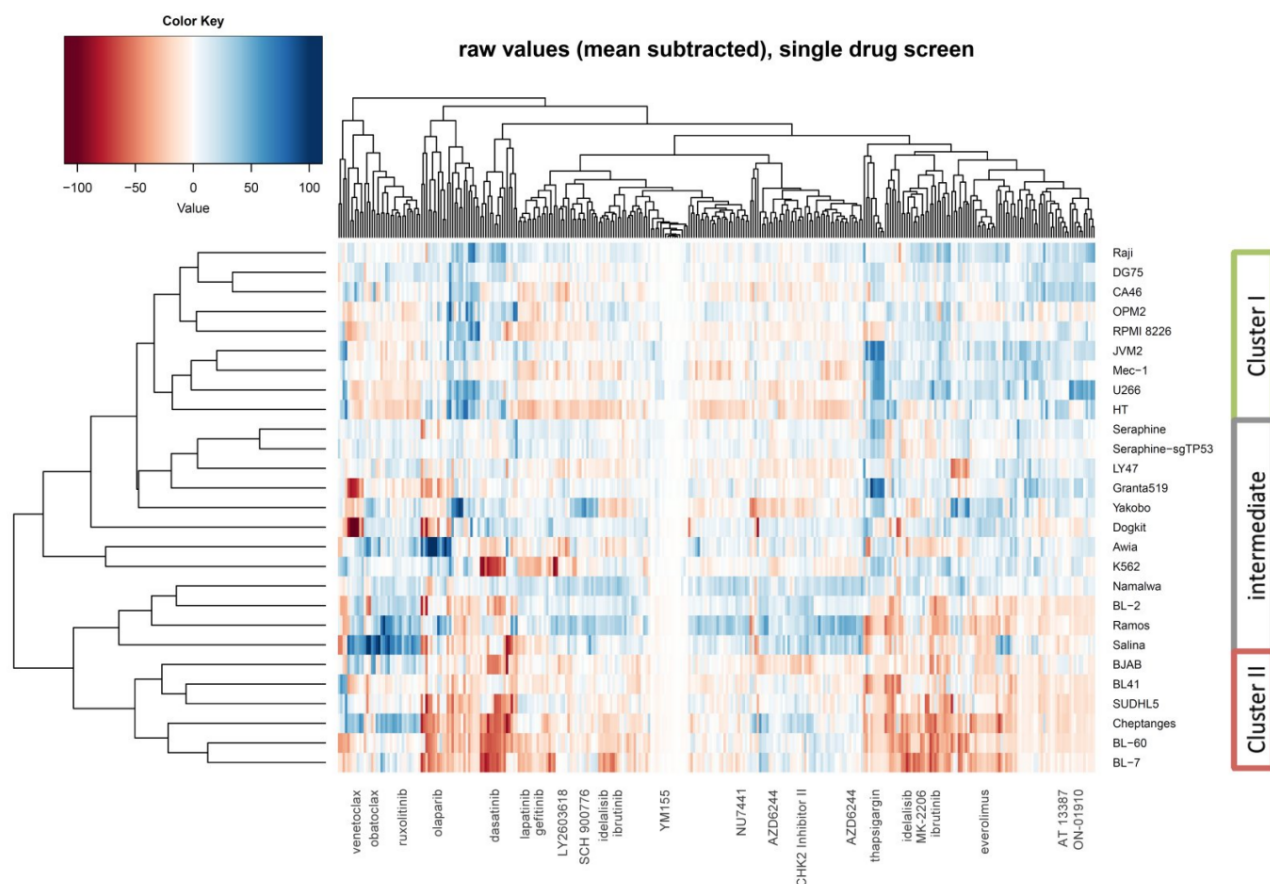 Color Key
−100 −50 0 50 100
Value
raw values (mean subtracted), single drug screen
Raji
DG75
CA46
OPM2
RPMI 8226
JVM2
Mec−1
U266
HT
Seraphine
Seraphine−sgTP53
LY47
Granta519
Yakobo
Dogkit
Awia
K562
Namalwa
BL−2
Ramos
Salina
BJAB
BL41
SUDHL5
Cheptanges
BL−60
BL−7
Cluster I
intermediate
Cluster II
venetoclax
obatoclax
ruxolitinib
olaparib
dasatinib
lapatinib
gefitinib
LY2603618
SCH 900776
idelalisib
ibrutinib
YM155
NU7441
AZD6244
CHK2 Inhibitor II
AZD6244
thapsigargin
idelalisib
MK-2206
ibrutinib
everolimus
AT 13387
ON-01910